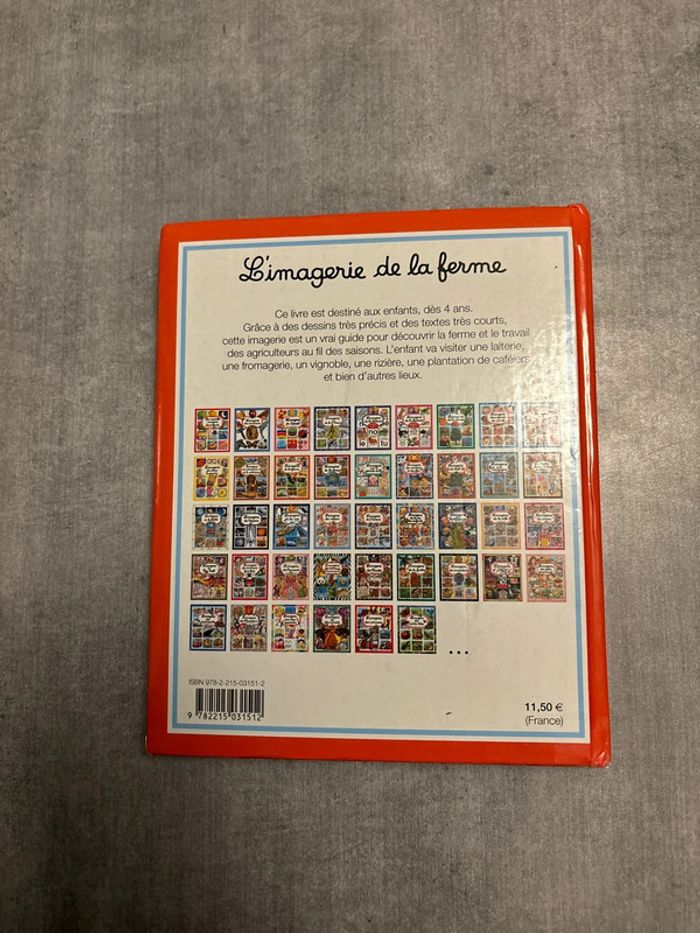 L'imagerie de la ferme
Ce livre est destiné aux enfants, dès 4 ans.
Grâce à des dessins très précis et des textes très courts,
cette imagerie est un vrai guide pour découvrir la ferme et le travail
des agriculteurs au fil des saisons. L'enfant va visiter une laiterie,
une fromagerie, un vignoble, une rizière, une plantation de caféiers
et bien d'autres lieux.
...
ISBN 978-2-215-03151-2
9 782215 031512
11,50 €
(France)